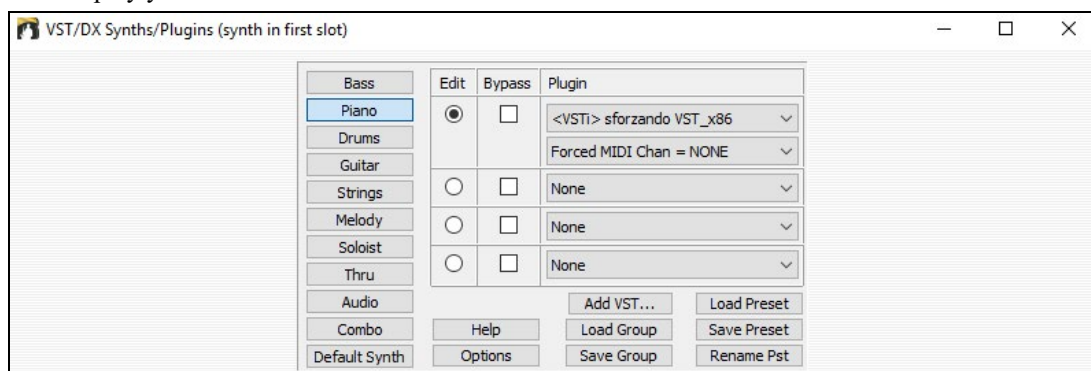 VST/DX Synths/Plugins (synth in first slot)
Bass Edit Bypass Plugin
Piano <VSTi> sforzando VST_x86
Drums
Forced MIDI Chan = NONE
Guitar
Strings None
Melody None
Soloist
Thru None
Audio Add VST... Load Preset
Combo Help Load Group Save Preset
Default Synth Options Save Group Rename Pst